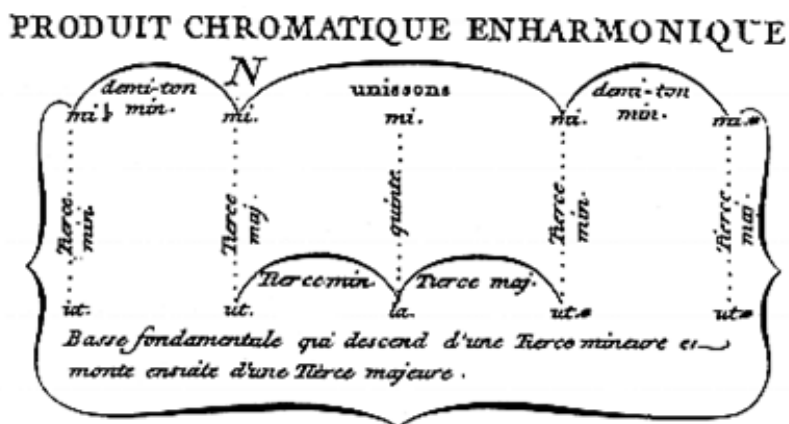 PRODUIT CHROMATIQUE ENHARMONIQUE
N
demi-ton unissons demi-ton
min. min.
mi♭ mi. mi. mi. mi.#
Tierce min. Tierce maj. quinte Tierce min. Tierce maj.
Tierce min. Tierce maj.
ut. ut. la. ut# ut#
Basse fondamentale qui descend d'une Tierce mineure et
monte ensuite d'une Tièrce majeure.